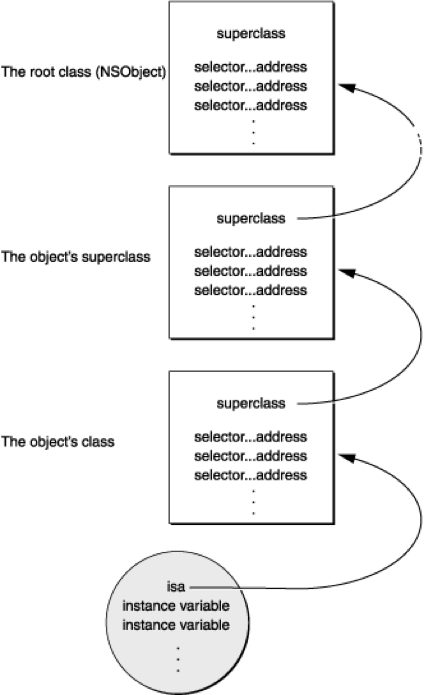 superclass
The root class (NSObject)
selector...address
selector...address
selector...address
.
.
.
superclass
The object's superclass
selector...address
selector...address
selector...address
.
.
.
superclass
The object's class
selector...address
selector...address
selector...address
.
.
.
isa
instance variable
instance variable
.
.
.